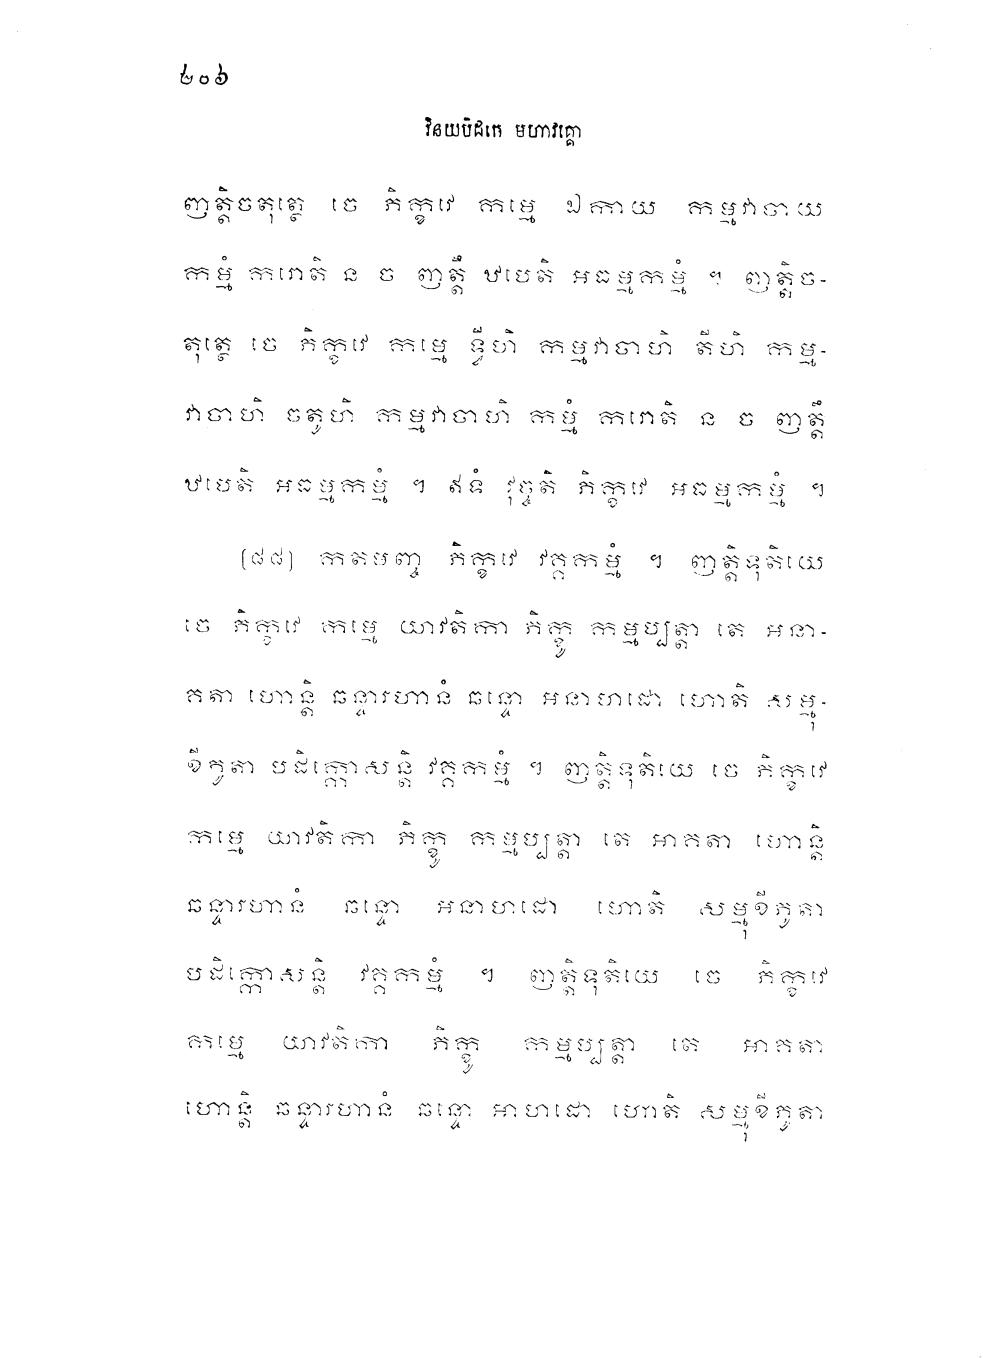 ២០៦
វិនយបិដកេ មហាវគ្គោ
ញត្តិចតុត្ថេ ចេ ភិក្ខវេ កម្មេ ឯកាយ កម្មវាចាយ
កម្មំ ករោតិ ន ច ញត្តឹ ឋបេតិ អធម្មកម្មំ ។ ញត្តិច-
តុត្ថេ ចេ ភិក្ខវេ កម្មេ ទ្វីហិ កម្មវាចាហិ តីហិ កម្ម-
វាចាហិ ចតូហិ កម្មវាចាហិ កម្មំ ករោតិ ន ច ញត្តឹ
ឋបេតិ អធម្មកម្មំ ។ ឥទំ វុច្ចតិ ភិក្ខវេ អធម្មកម្មំ ។
(៨៨) កតមញ្ច ភិក្ខវេ វគ្គកម្មំ ។ ញត្តិទុតិយេ
ចេ ភិក្ខវេ កម្មេ យាវតិកា ភិក្ខូ កម្មប្បត្តា តេ អនា-
គតា ហោន្តិ ឆន្ទារហានំ ឆន្ទោ អនាហដោ ហោតិ សម្មុ-
ខីភូតា បដិក្កោសន្តិ វគ្គកម្មំ ។ ញត្តិទុតិយេ ចេ ភិក្ខវេ
កម្មេ យាវតិកា ភិក្ខូ កម្មប្បត្តា តេ អាគតា ហោន្តិ
ឆន្ទារហានំ ឆន្ទោ អនាហដោ ហោតិ សម្មុខីភូតា
បដិក្កោសន្តិ វគ្គកម្មំ ។ ញត្តិទុតិយេ ចេ ភិក្ខវេ
កម្មេ យាវតិកា ភិក្ខូ កម្មប្បត្តា តេ អាគតា
ហោន្តិ ឆន្ទារហានំ ឆន្ទោ អាហដោ ហោតិ សម្មុខីភូតា